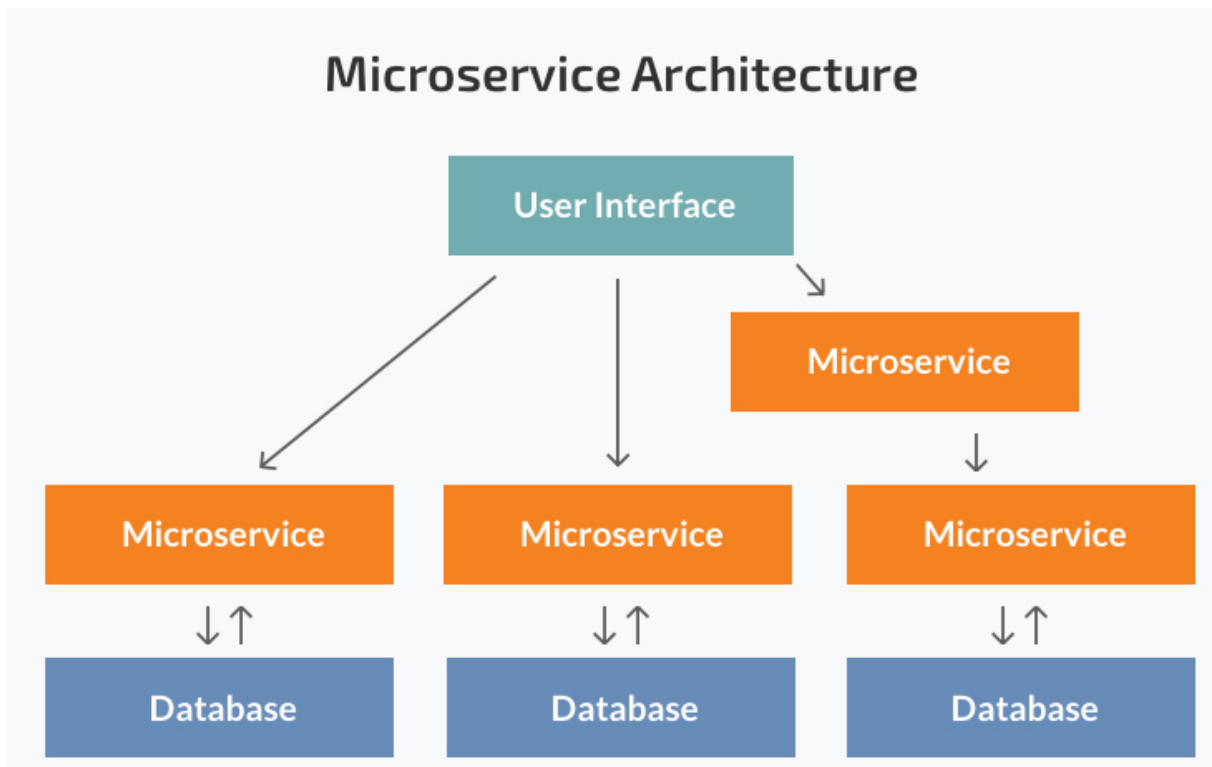 Microservice Architecture
User Interface
Microservice
Microservice
Microservice
Microservice
Database
Database
Database